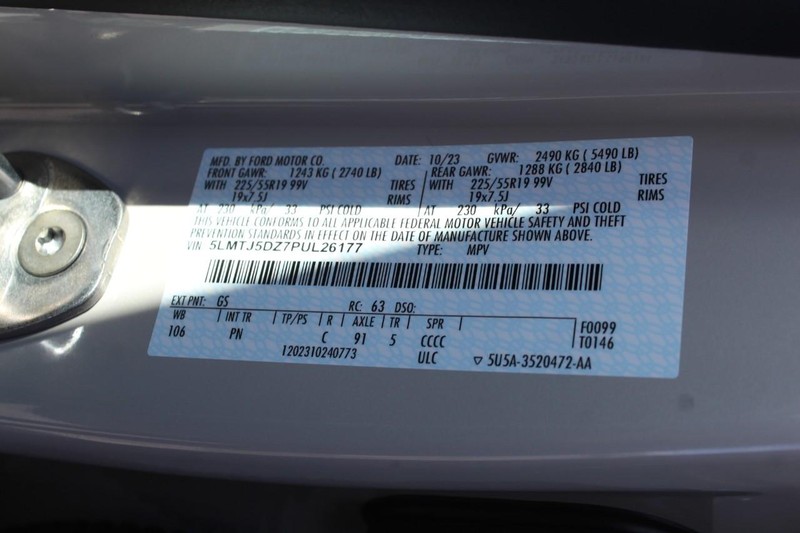 MFD. BY FORD MOTOR CO. DATE: 10/23 GVWR: 2490 KG ( 5490 LB)
FRONT GAWR: 1243 KG ( 2740 LB) REAR GAWR: 1288 KG ( 2840 LB)
WITH 225/55R19 99V TIRES WITH 225/55R19 99V TIRES
19x7.5J RIMS 19x7.5J RIMS
AT 230 kPa/ 33 PSI COLD AT 230 kPa/ 33 PSI COLD
THIS VEHICLE CONFORMS TO ALL APPLICABLE FEDERAL MOTOR VEHICLE SAFETY AND THEFT
PREVENTION STANDARDS IN EFFECT ON THE DATE OF MANUFACTURE SHOWN ABOVE.
VIN 5LMTJ5DZ7PUL26177 TYPE: MPV
EXT PNT: GS RC: 63 DSO:
WB INT TR TP/PS R AXLE TR SPR F0099
106 PN C 91 5 CCCC T0146
1202310240773 ULC ▽ 5U5A-3520472-AA